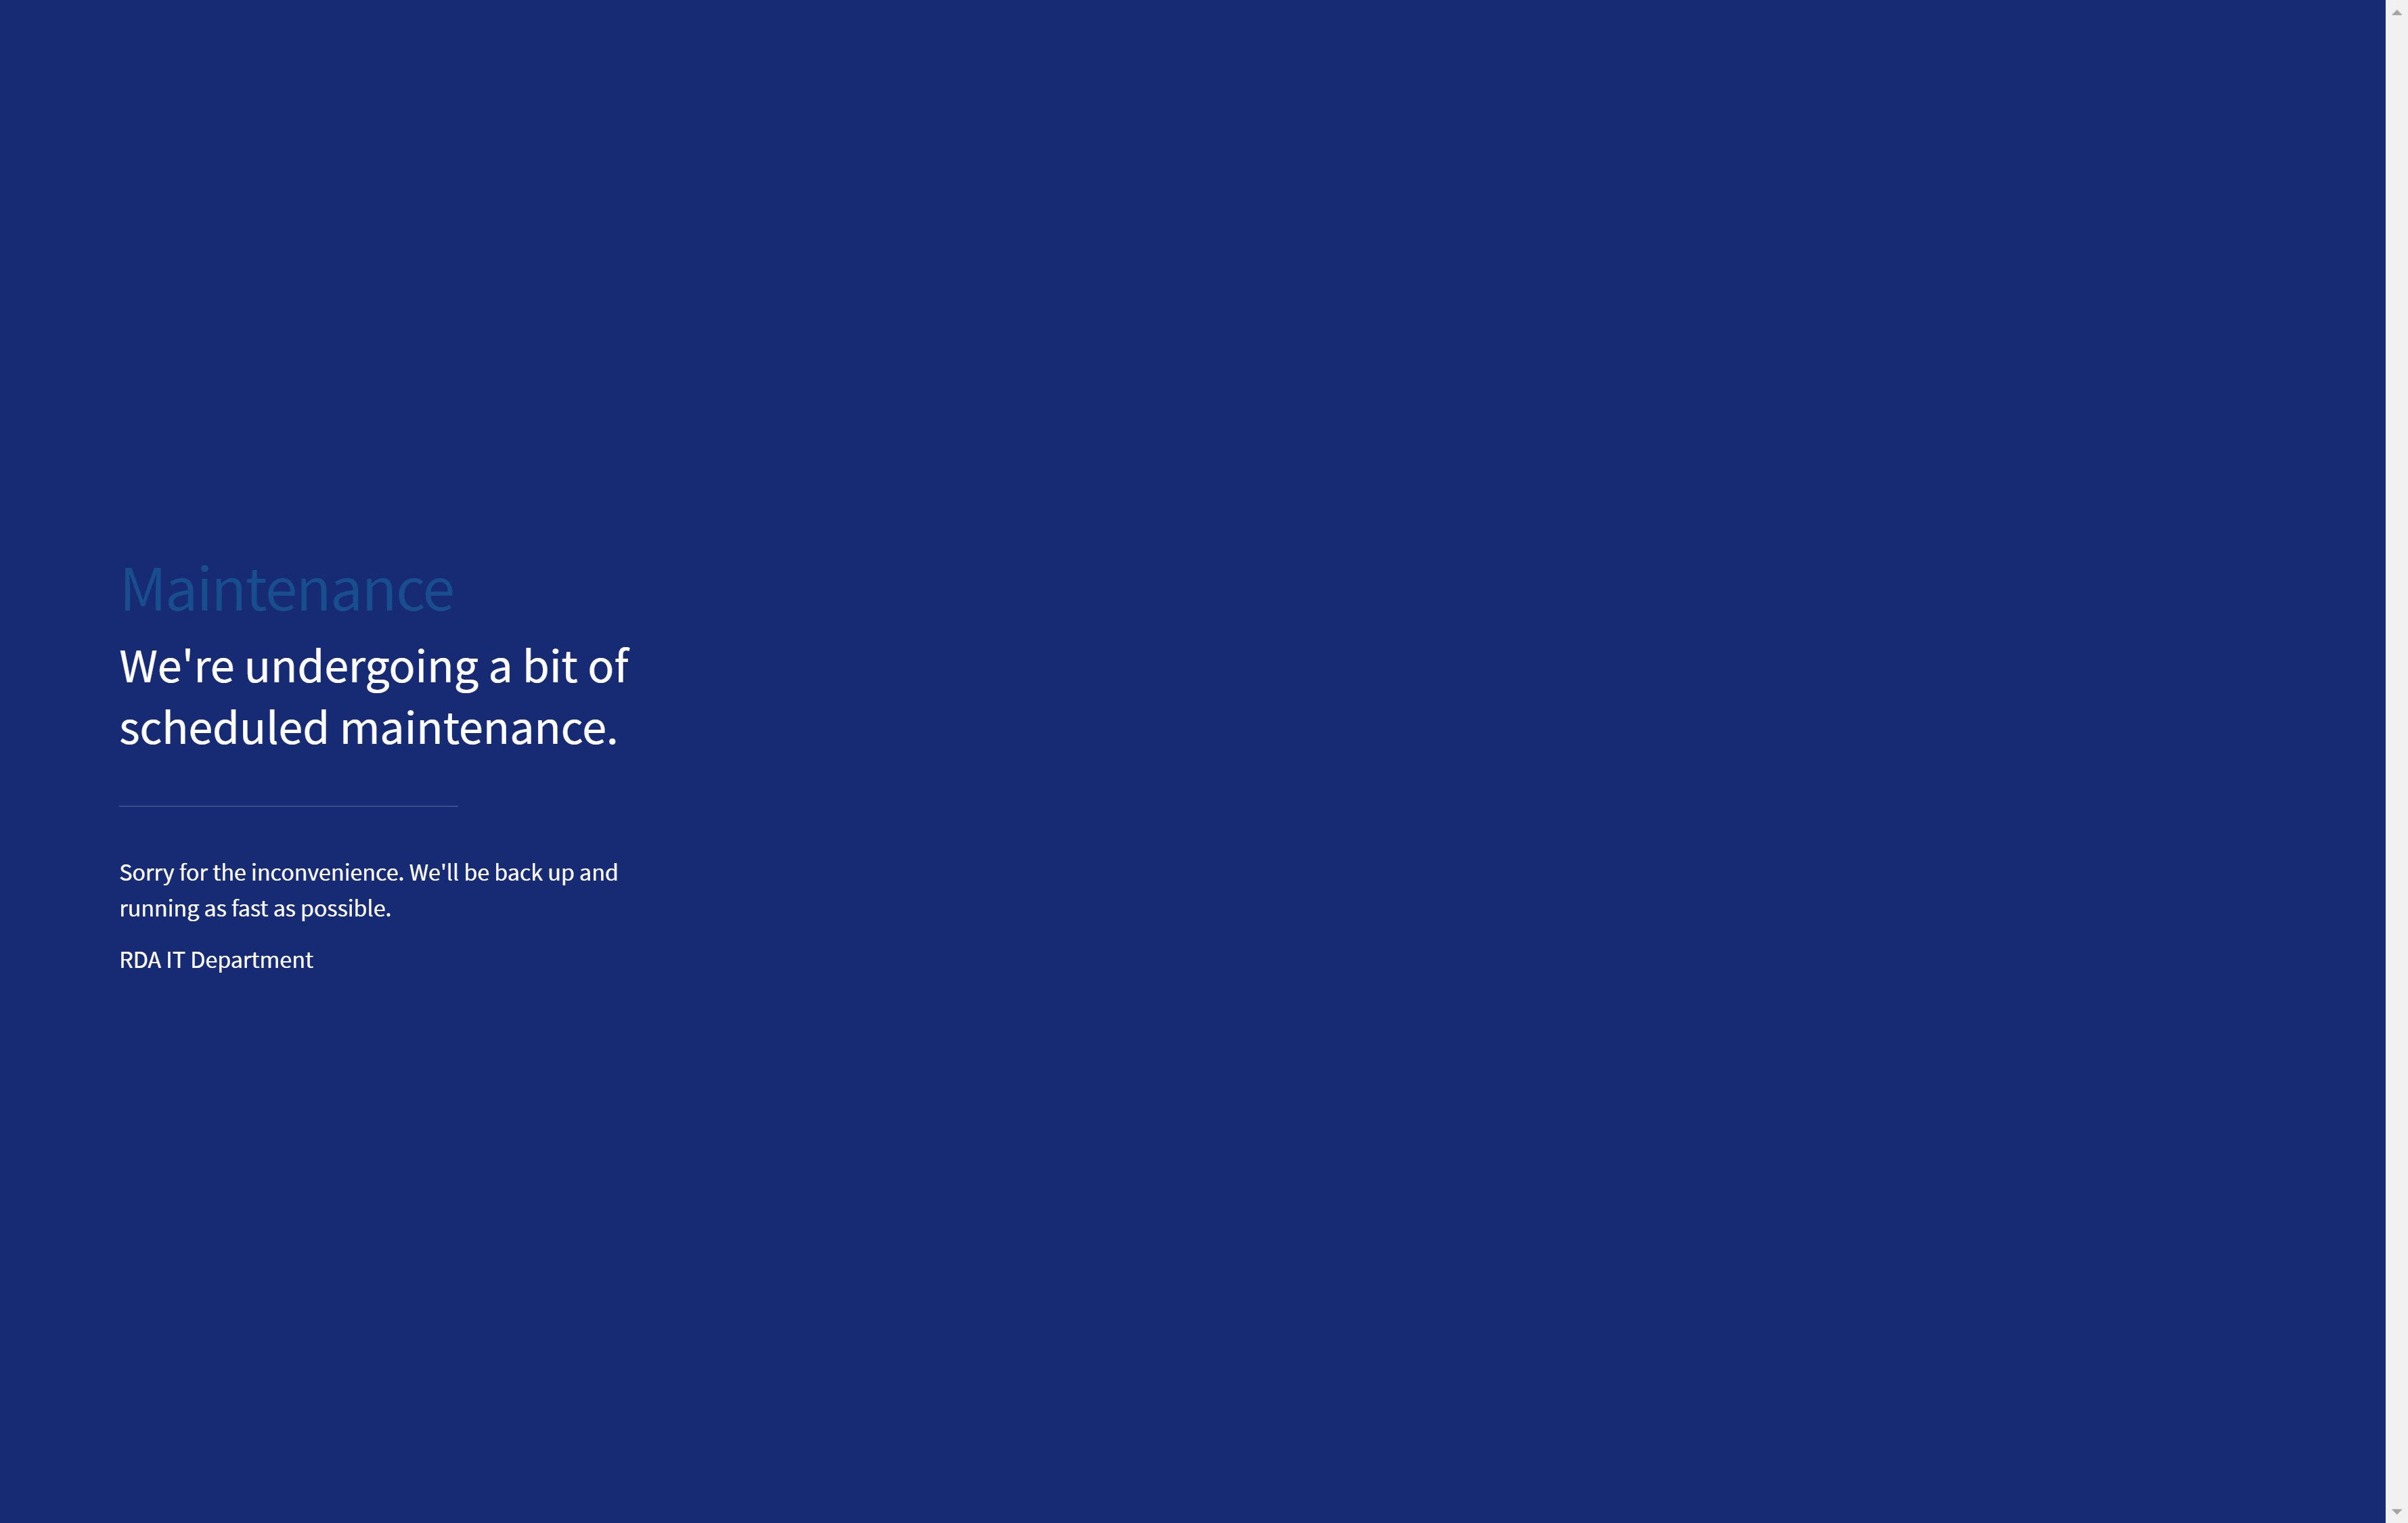 Maintenance
We're undergoing a bit of
scheduled maintenance.
Sorry for the inconvenience. We'll be back up and
running as fast as possible.
RDA IT Department